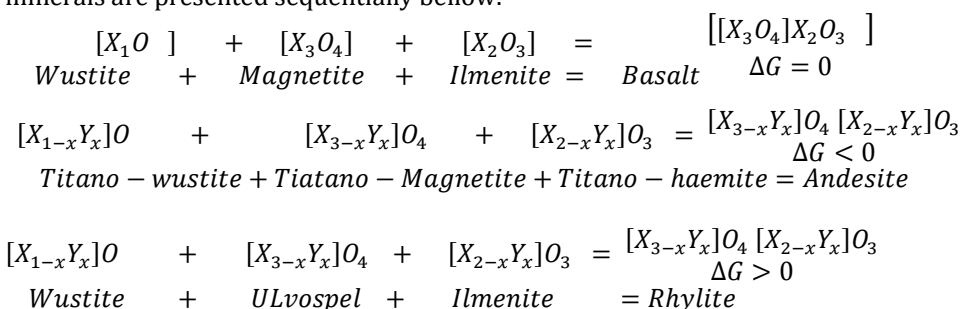 minerals are presented sequentially bellow:
[X₁O ] + [X₃O₄] + [X₂O₃] = [[X₃O₄]X₂O₃ ]
Wustite + Magnetite + Ilmenite = Basalt ΔG = 0
[X₁₋ₓYₓ]O + [X₃₋ₓYₓ]O₄ + [X₂₋ₓYₓ]O₃ = [X₃₋ₓYₓ]O₄ [X₂₋ₓYₓ]O₃
ΔG < 0
Titano − wustite + Tiatano − Magnetite + Titano − haemite = Andesite
[X₁₋ₓYₓ]O + [X₃₋ₓYₓ]O₄ + [X₂₋ₓYₓ]O₃ = [X₃₋ₓYₓ]O₄ [X₂₋ₓYₓ]O₃
ΔG > 0
Wustite + ULvospel + Ilmenite = Rhylite